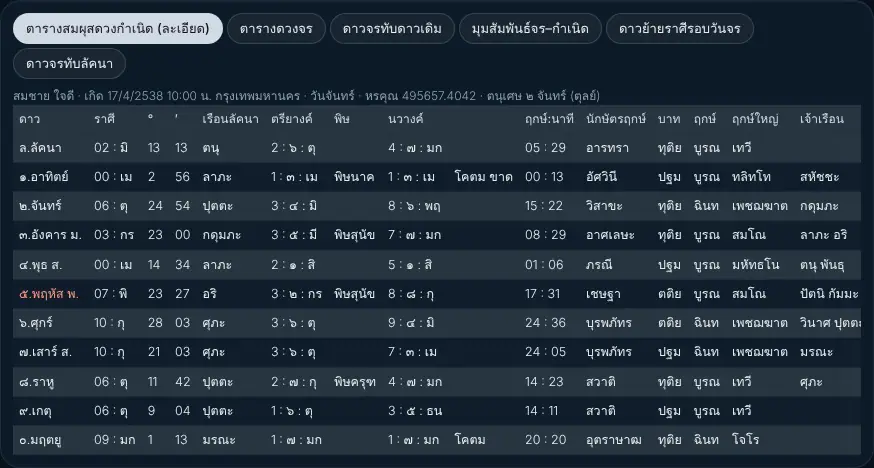 ตารางสมผุสดวงกำเนิด (ละเอียด) ตารางดวงจร ดาวจรทับดาวเดิม มุมสัมพันธ์จร–กำเนิด ดาวย้ายราศีรอบวันจร
ดาวจรทับลัคนา
สมชาย ใจดี · เกิด 17/4/2538 10:00 น. กรุงเทพมหานคร · วันจันทร์ · หรคุณ 495657.4042 · ตนุเศษ ๒ จันทร์ (ตุลย์)
ดาว ราศี ° ′ เรือนลัคนา ตรียางค์ พิษ นวางค์ ฤกษ์:นาที นักษัตรฤกษ์ บาท ฤกษ์ ฤกษ์ใหญ่ เจ้าเรือน
ล.ลัคนา 02 : มิ 13 13 ตนุ 2 : ๖ : ตุ 4 : ๗ : มก 05 : 29 อารทรา ทุติย บูรณ เทวี
๑.อาทิตย์ 00 : เม 2 56 ลาภะ 1 : ๓ : เม พิษนาค 1 : ๓ : เม โคตม ขาด 00 : 13 อัศวินี ปฐม บูรณ ทลิทโท สหัชชะ
๒.จันทร์ 06 : ตุ 24 54 ปุตตะ 3 : ๔ : มิ 8 : ๖ : พฤ 15 : 22 วิสาขะ ทุติย ฉินท เพชฌฆาต กดุมภะ
๓.อังคาร ม. 03 : กร 23 00 กดุมภะ 3 : ๕ : มี พิษสุนัข 7 : ๗ : มก 08 : 29 อาศเลษะ ทุติย บูรณ สมโณ ลาภะ อริ
๔.พุธ ส. 00 : เม 14 34 ลาภะ 2 : ๑ : สิ 5 : ๑ : สิ 01 : 06 ภรณี ปฐม บูรณ มหัทธโน ตนุ พันธุ
๕.พฤหัส พ. 07 : พิ 23 27 อริ 3 : ๒ : กร พิษสุนัข 8 : ๘ : กุ 17 : 31 เชษฐา ตติย บูรณ สมโณ ปัตนิ กัมมะ
๖.ศุกร์ 10 : กุ 28 03 ศุภะ 3 : ๖ : ตุ 9 : ๔ : มิ 24 : 36 บุรพภัทร ตติย ฉินท เพชฌฆาต วินาศ ปุตตะ
๗.เสาร์ ส. 10 : กุ 21 03 ศุภะ 3 : ๖ : ตุ 7 : ๓ : เม 24 : 05 บุรพภัทร ปฐม ฉินท เพชฌฆาต มรณะ
๘.ราหู 06 : ตุ 11 42 ปุตตะ 2 : ๗ : กุ พิษครุฑ 4 : ๗ : มก 14 : 23 สวาติ ทุติย บูรณ เทวี ศุภะ
๙.เกตุ 06 : ตุ 9 04 ปุตตะ 1 : ๖ : ตุ 3 : ๕ : ธน 14 : 11 สวาติ ปฐม บูรณ เทวี
๐.มฤตยู 09 : มก 1 13 มรณะ 1 : ๗ : มก 1 : ๗ : มก โคตม 20 : 20 อุตราษาฒ ทุติย ฉินท โจโร